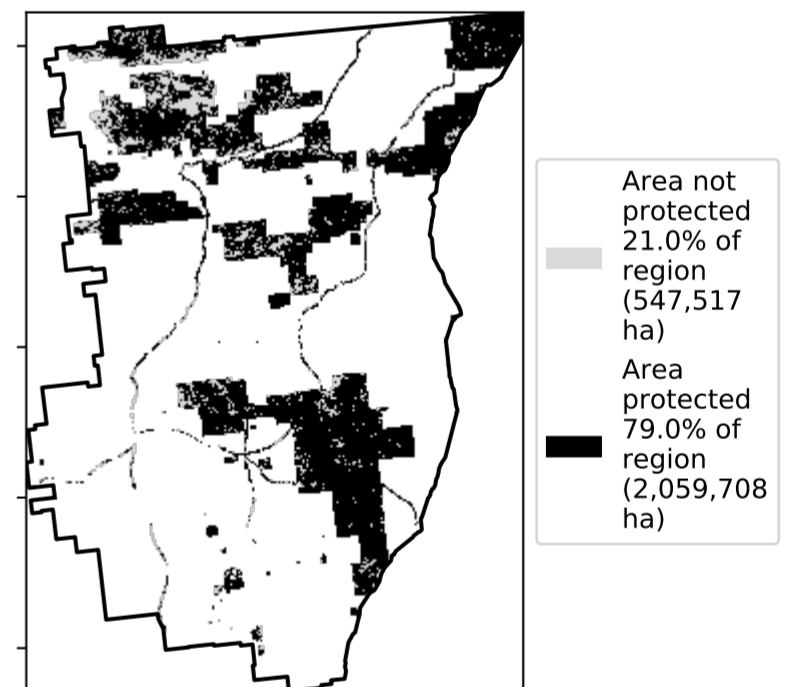 Area not
protected
21.0% of
region
(547,517
ha)
Area
protected
79.0% of
region
(2,059,708
ha)